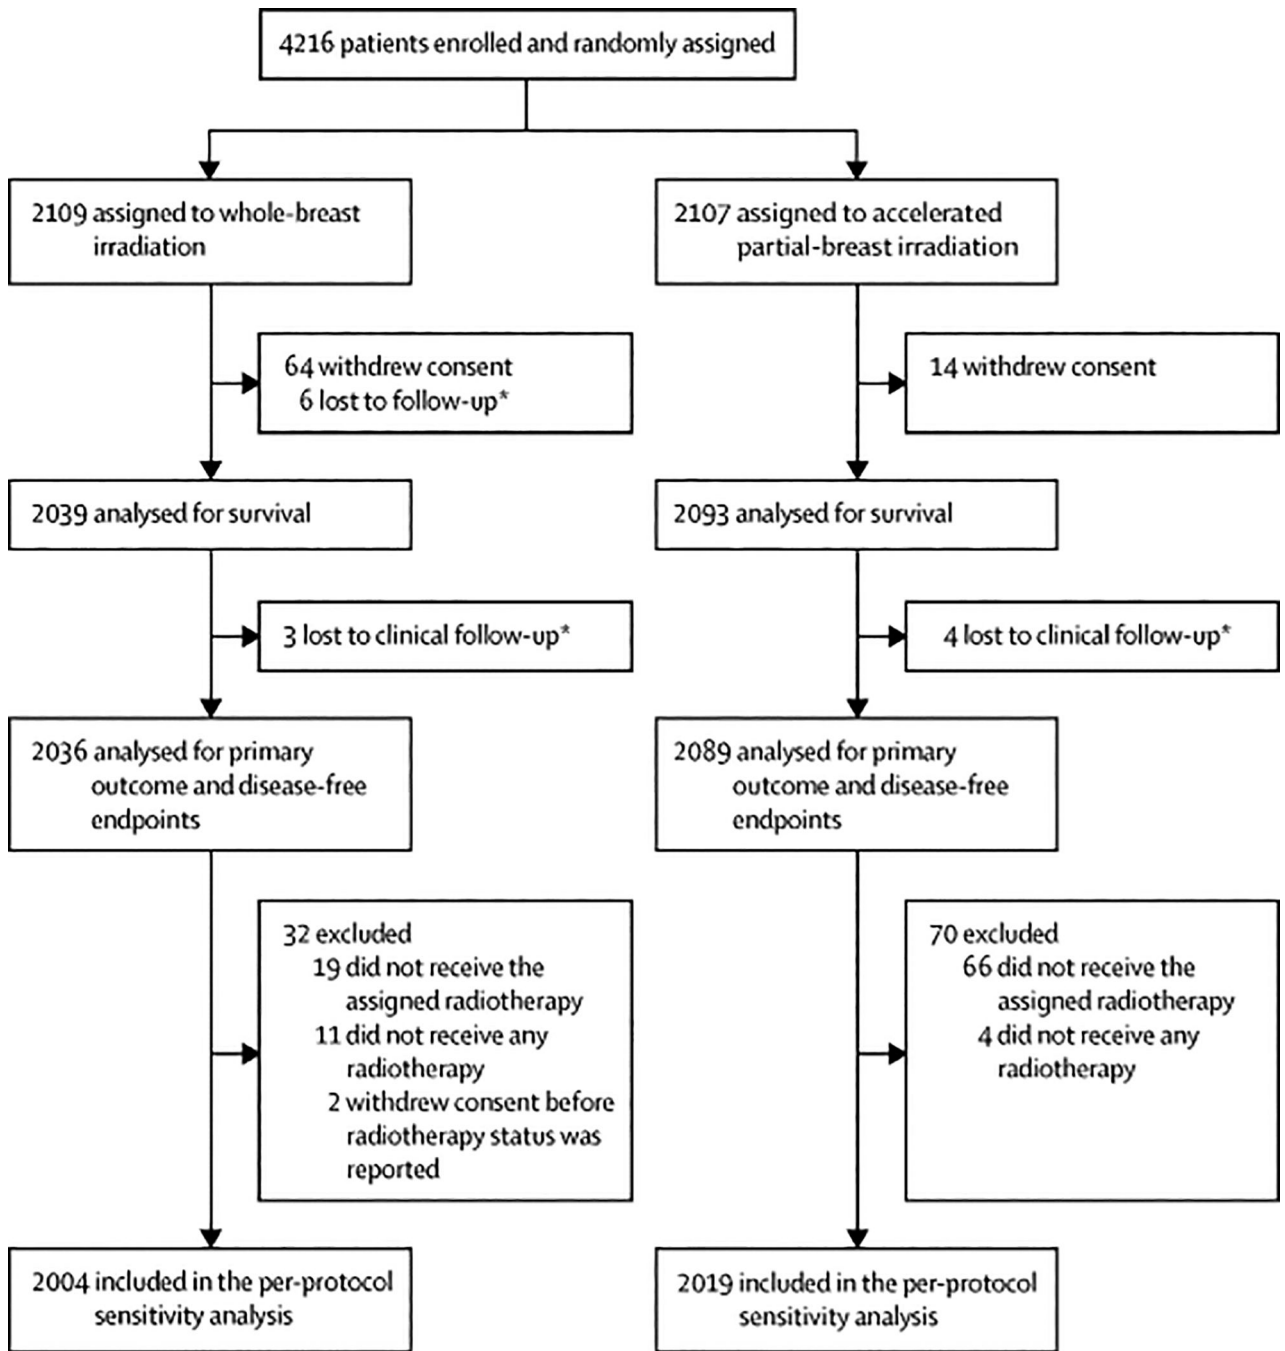 4216 patients enrolled and randomly assigned
2109 assigned to whole-breast
irradiation
2107 assigned to accelerated
partial-breast irradiation
64 withdrew consent
6 lost to follow-up*
14 withdrew consent
2039 analysed for survival
2093 analysed for survival
3 lost to clinical follow-up*
4 lost to clinical follow-up*
2036 analysed for primary
outcome and disease-free
endpoints
2089 analysed for primary
outcome and disease-free
endpoints
32 excluded
19 did not receive the
assigned radiotherapy
11 did not receive any
radiotherapy
2 withdrew consent before
radiotherapy status was
reported
70 excluded
66 did not receive the
assigned radiotherapy
4 did not receive any
radiotherapy
2004 included in the per-protocol
sensitivity analysis
2019 included in the per-protocol
sensitivity analysis